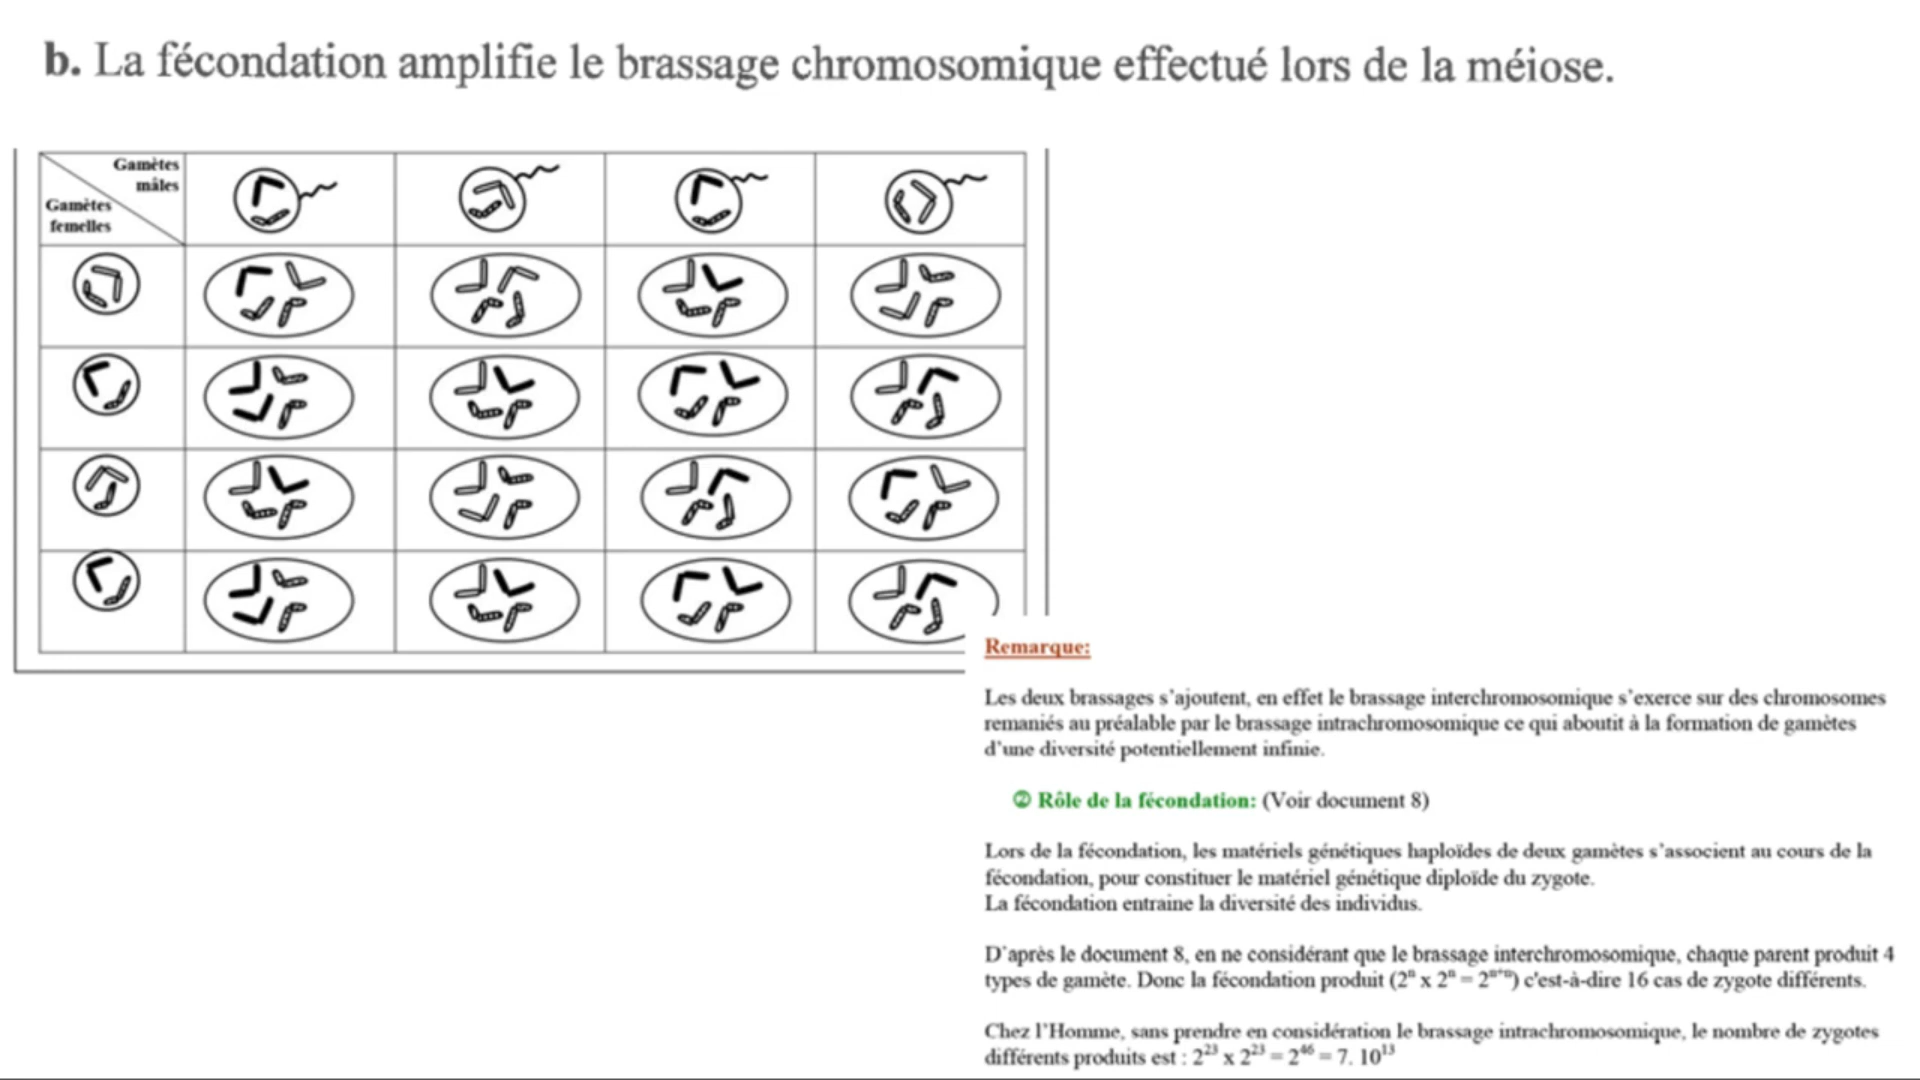 b. La fécondation amplifie le brassage chromosomique effectué lors de la méiose.
Gamètes
mâles
Gamètes
femelles
Remarque:
Les deux brassages s’ajoutent, en effet le brassage interchromosomique s’exerce sur des chromosomes
remaniés au préalable par le brassage intrachromosomique ce qui aboutit à la formation de gamètes
d’une diversité potentiellement infinie.
② Rôle de la fécondation: (Voir document 8)
Lors de la fécondation, les matériels génétiques haploïdes de deux gamètes s’associent au cours de la
fécondation, pour constituer le matériel génétique diploïde du zygote.
La fécondation entraine la diversité des individus.
D’après le document 8, en ne considérant que le brassage interchromosomique, chaque parent produit 4
types de gamète. Donc la fécondation produit (2ⁿ x 2ⁿ = 2ⁿ⁺ⁿ) c'est-à-dire 16 cas de zygote différents.
Chez l’Homme, sans prendre en considération le brassage intrachromosomique, le nombre de zygotes
différents produits est : 2²³ x 2²³ = 2⁴⁶ = 7. 10¹³